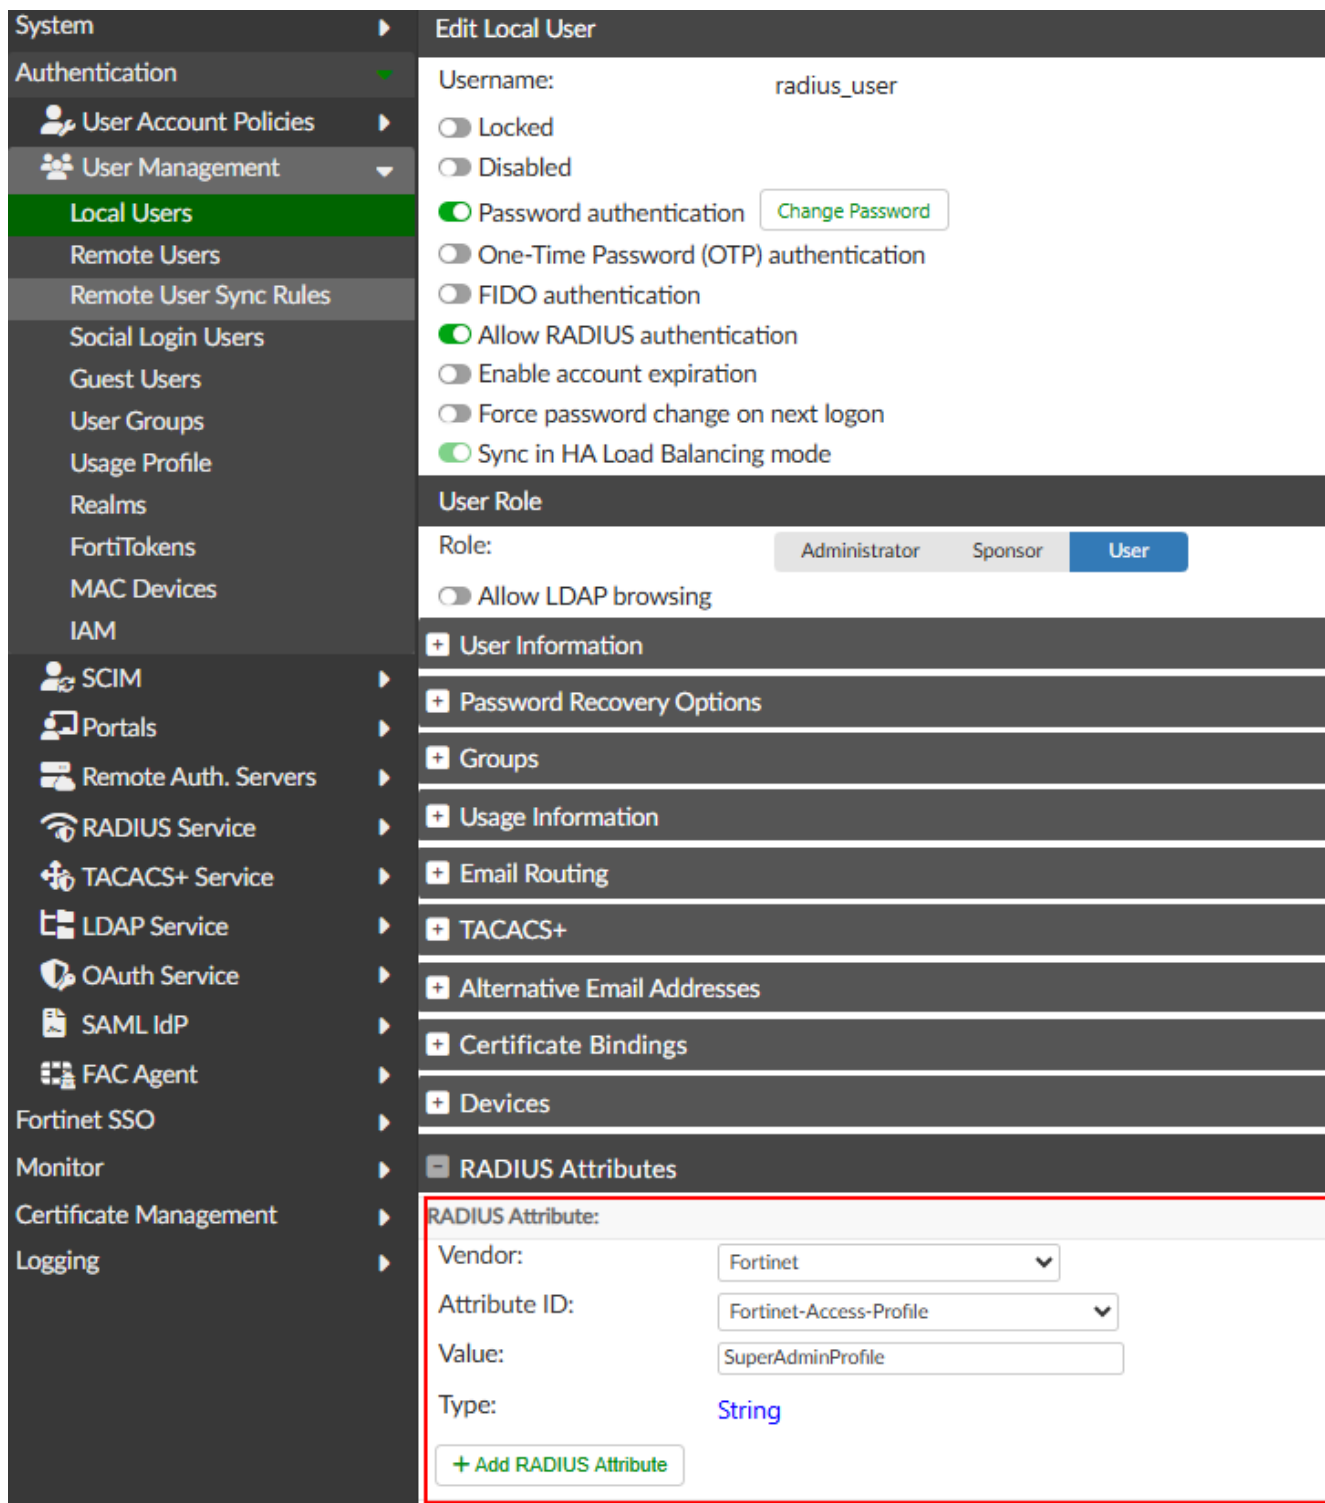 System
Authentication
User Account Policies
User Management
Local Users
Remote Users
Remote User Sync Rules
Social Login Users
Guest Users
User Groups
Usage Profile
Realms
FortiTokens
MAC Devices
IAM
SCIM
Portals
Remote Auth. Servers
RADIUS Service
TACACS+ Service
LDAP Service
OAuth Service
SAML IdP
FAC Agent
Fortinet SSO
Monitor
Certificate Management
Logging
Edit Local User
Username: radius_user
Locked
Disabled
Password authentication Change Password
One-Time Password (OTP) authentication
FIDO authentication
Allow RADIUS authentication
Enable account expiration
Force password change on next logon
Sync in HA Load Balancing mode
User Role
Role: Administrator Sponsor User
Allow LDAP browsing
User Information
Password Recovery Options
Groups
Usage Information
Email Routing
TACACS+
Alternative Email Addresses
Certificate Bindings
Devices
RADIUS Attributes
RADIUS Attribute:
Vendor: Fortinet
Attribute ID: Fortinet-Access-Profile
Value: SuperAdminProfile
Type: String
+ Add RADIUS Attribute